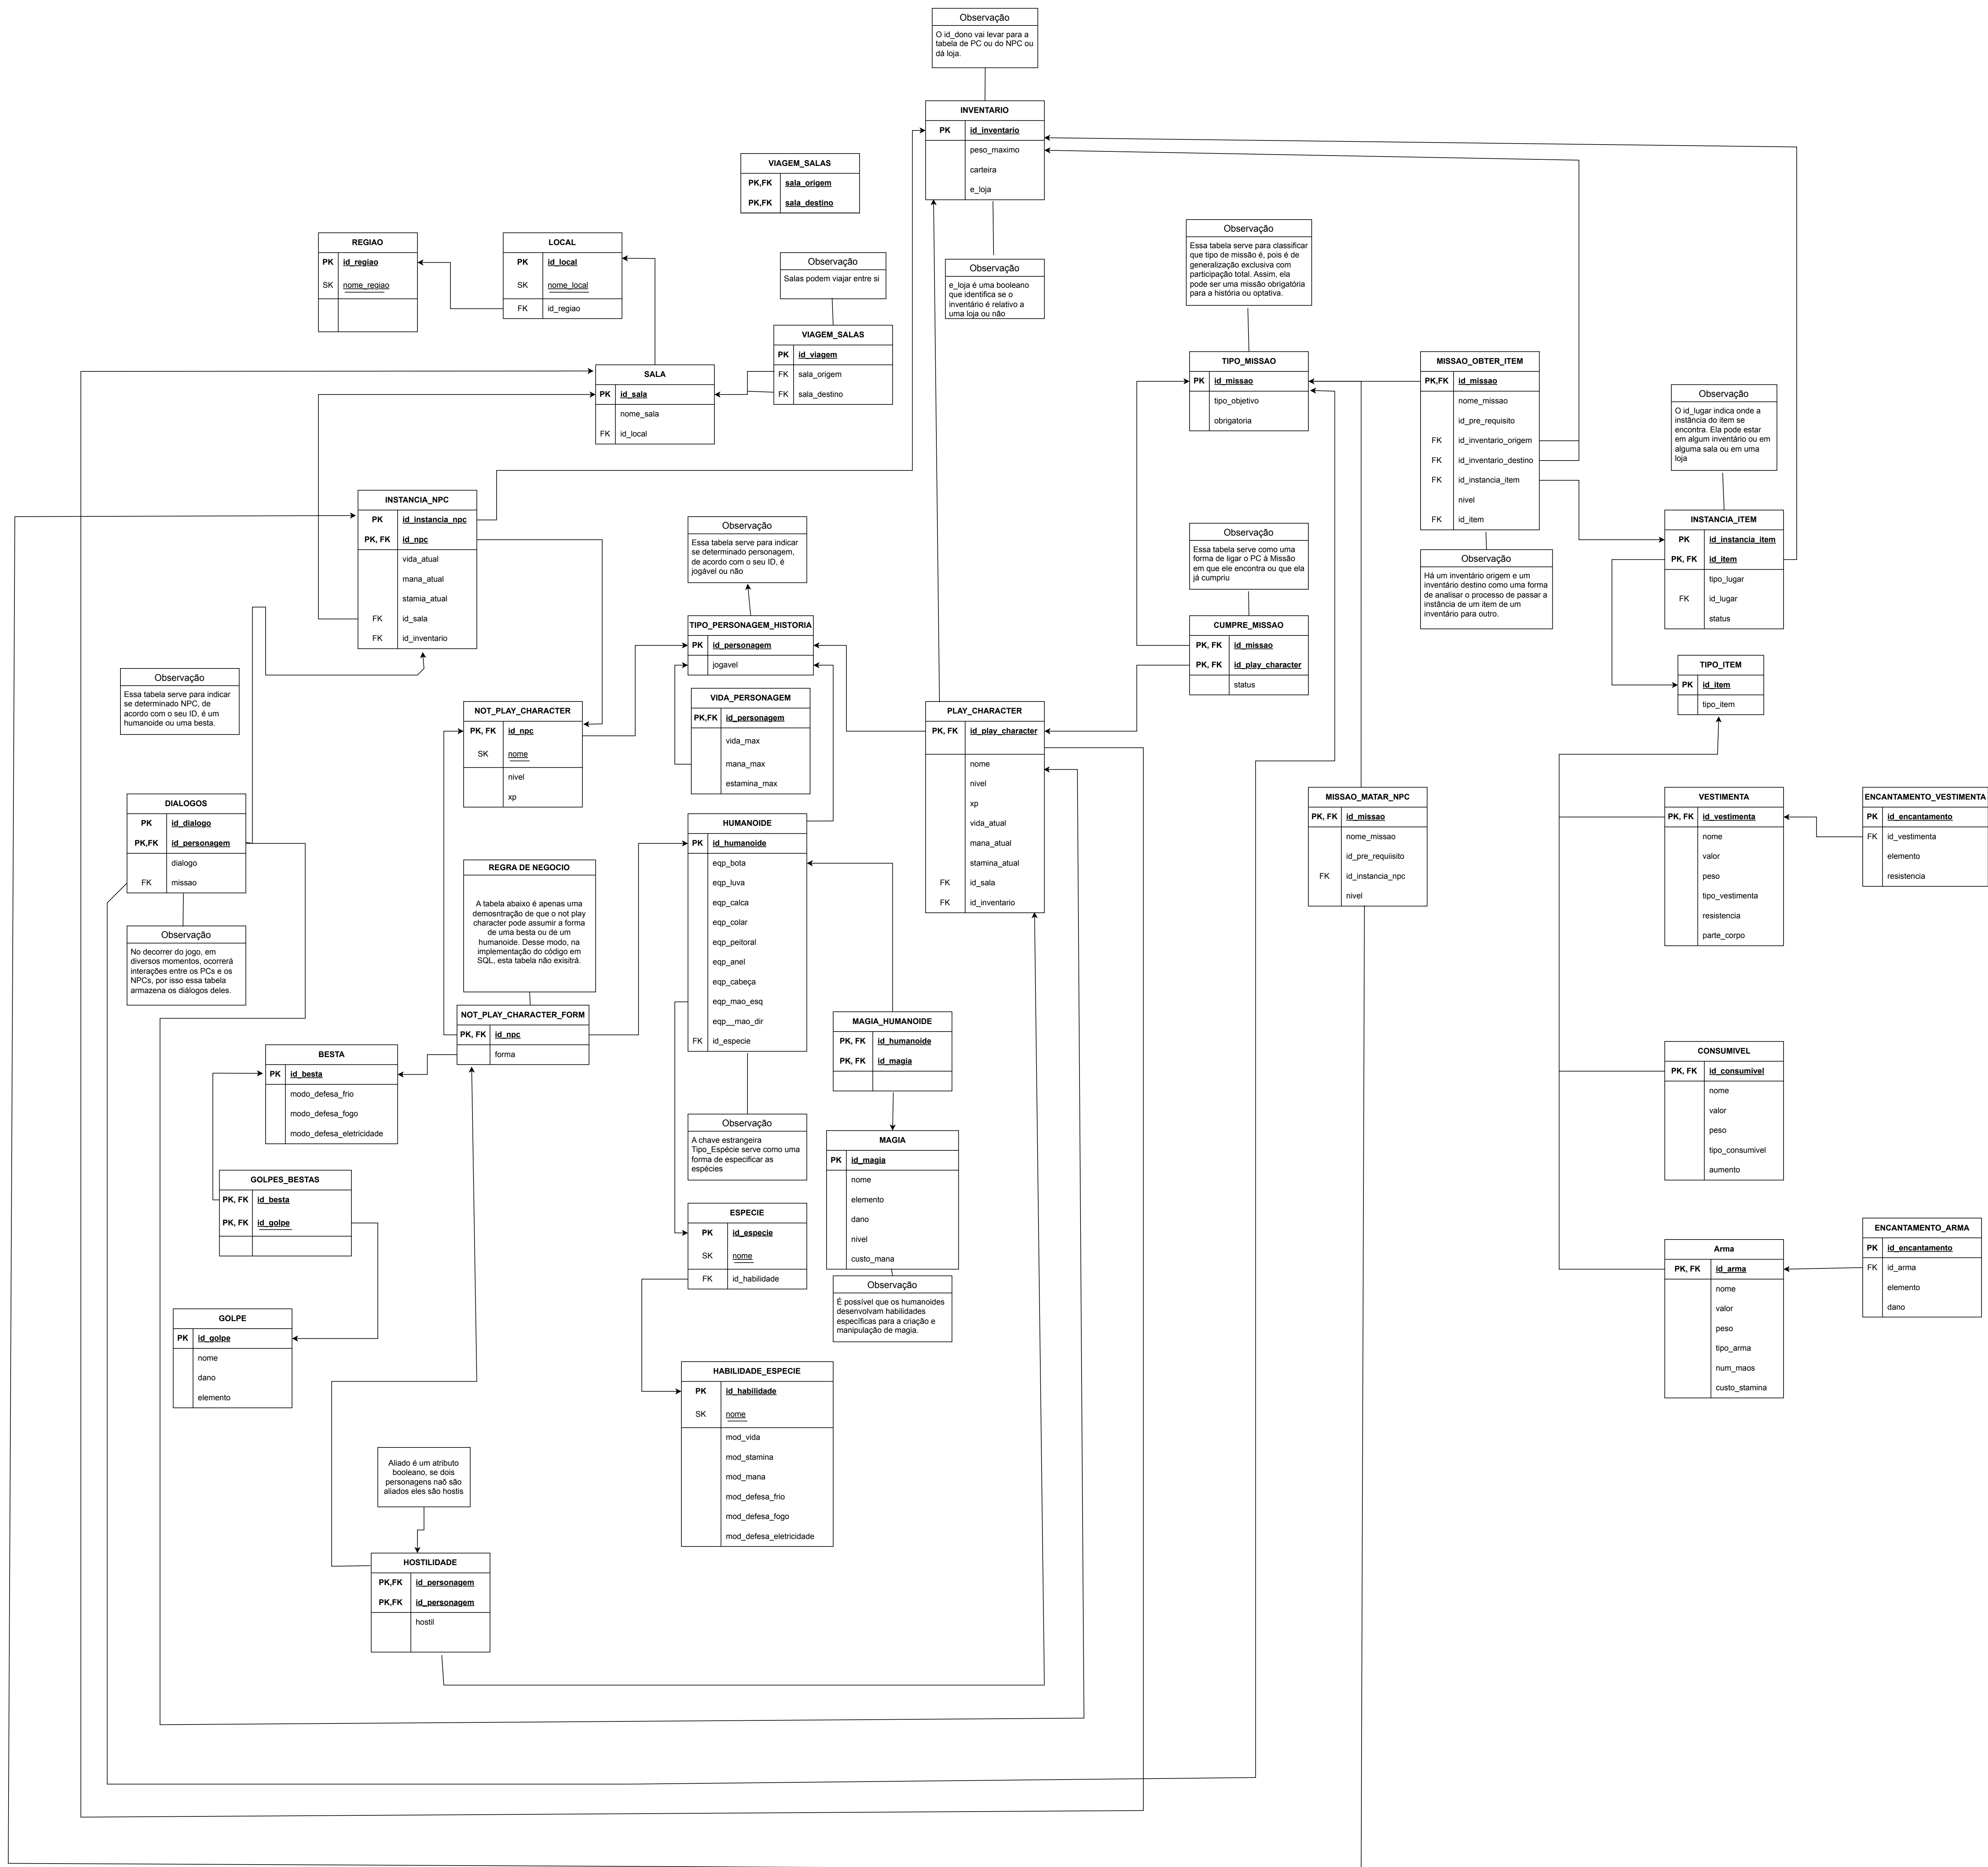 Observação
O id_dono vai levar para a
tabela de PC ou do NPC ou
dá loja.
INVENTARIO
PK id_inventario
peso_maximo
carteira
e_loja
VIAGEM_SALAS
PK,FK sala_origem
PK,FK sala_destino
Observação
e_loja é uma booleano
que identifica se o
inventário é relativo a
uma loja ou não
REGIAO
PK id_regiao
SK nome_regiao
LOCAL
PK id_local
SK nome_local
FK id_regiao
Observação
Salas podem viajar entre si
VIAGEM_SALAS
PK id_viagem
FK sala_origem
FK sala_destino
SALA
PK id_sala
nome_sala
FK id_local
Observação
Essa tabela serve para classificar
que tipo de missão é, pois é de
generalização exclusiva com
participação total. Assim, ela
pode ser uma missão obrigatória
para a história ou optativa.
TIPO_MISSAO
PK id_missao
tipo_objetivo
obrigatoria
MISSAO_OBTER_ITEM
PK,FK id_missao
nome_missao
id_pre_requisito
FK id_inventario_origem
FK id_inventario_destino
FK id_instancia_item
nivel
FK id_item
Observação
Há um inventário origem e um
inventário destino como uma forma
de analisar o processo de passar a
instância de um item de um
inventário para outro.
Observação
O id_lugar indica onde a
instância do item se
encontra. Ela pode estar
em algum inventário ou em
alguma sala ou em uma
loja
INSTANCIA_ITEM
PK id_instancia_item
PK, FK id_item
tipo_lugar
FK id_lugar
status
TIPO_ITEM
PK id_item
tipo_item
INSTANCIA_NPC
PK id_instancia_npc
PK, FK id_npc
vida_atual
mana_atual
stamia_atual
FK id_sala
FK id_inventario
Observação
Essa tabela serve para indicar
se determinado personagem,
de acordo com o seu ID, é
jogável ou não
TIPO_PERSONAGEM_HISTORIA
PK id_personagem
jogavel
VIDA_PERSONAGEM
PK,FK id_personagem
vida_max
mana_max
estamina_max
Observação
Essa tabela serve como uma
forma de ligar o PC à Missão
em que ele encontra ou que ela
já cumpriu
CUMPRE_MISSAO
PK, FK id_missao
PK, FK id_play_character
status
Observação
Essa tabela serve para indicar
se determinado NPC, de
acordo com o seu ID, é um
humanoide ou uma besta.
NOT_PLAY_CHARACTER
PK, FK id_npc
SK nome
nivel
xp
PLAY_CHARACTER
PK, FK id_play_character
nome
nivel
xp
vida_atual
mana_atual
stamina_atual
FK id_sala
FK id_inventario
DIALOGOS
PK id_dialogo
PK,FK id_personagem
dialogo
FK missao
Observação
No decorrer do jogo, em
diversos momentos, ocorrerá
interações entre os PCs e os
NPCs, por isso essa tabela
armazena os diálogos deles.
HUMANOIDE
PK id_humanoide
eqp_bota
eqp_luva
eqp_calca
eqp_colar
eqp_peitoral
eqp_anel
eqp_cabeça
eqp_mao_esq
eqp__mao_dir
FK id_especie
REGRA DE NEGOCIO
A tabela abaixo é apenas uma
demosntração de que o not play
character pode assumir a forma
de uma besta ou de um
humanoide. Desse modo, na
implementação do código em
SQL, esta tabela não exisitrá.
NOT_PLAY_CHARACTER_FORM
PK, FK id_npc
forma
MISSAO_MATAR_NPC
PK, FK id_missao
nome_missao
id_pre_requiisito
FK id_instancia_npc
nivel
VESTIMENTA
PK, FK id_vestimenta
nome
valor
peso
tipo_vestimenta
resistencia
parte_corpo
ENCANTAMENTO_VESTIMENTA
PK id_encantamento
FK id_vestimenta
elemento
resistencia
BESTA
PK id_besta
modo_defesa_frio
modo_defesa_fogo
modo_defesa_eletricidade
MAGIA_HUMANOIDE
PK, FK id_humanoide
PK, FK id_magia
CONSUMIVEL
PK, FK id_consumivel
nome
valor
peso
tipo_consumivel
aumento
Observação
A chave estrangeira
Tipo_Espécie serve como uma
forma de especificar as
espécies
MAGIA
PK id_magia
nome
elemento
dano
nivel
custo_mana
Observação
É possível que os humanoides
desenvolvam habilidades
específicas para a criação e
manipulação de magia.
GOLPES_BESTAS
PK, FK id_besta
PK, FK id_golpe
ESPECIE
PK id_especie
SK nome
FK id_habilidade
GOLPE
PK id_golpe
nome
dano
elemento
Arma
PK, FK id_arma
nome
valor
peso
tipo_arma
num_maos
custo_stamina
ENCANTAMENTO_ARMA
PK id_encantamento
FK id_arma
elemento
dano
HABILIDADE_ESPECIE
PK id_habilidade
SK nome
mod_vida
mod_stamina
mod_mana
mod_defesa_frio
mod_defesa_fogo
mod_defesa_eletricidade
Aliado é um atributo
booleano, se dois
personagens naõ são
aliados eles são hostis
HOSTILIDADE
PK,FK id_personagem
PK,FK id_personagem
hostil